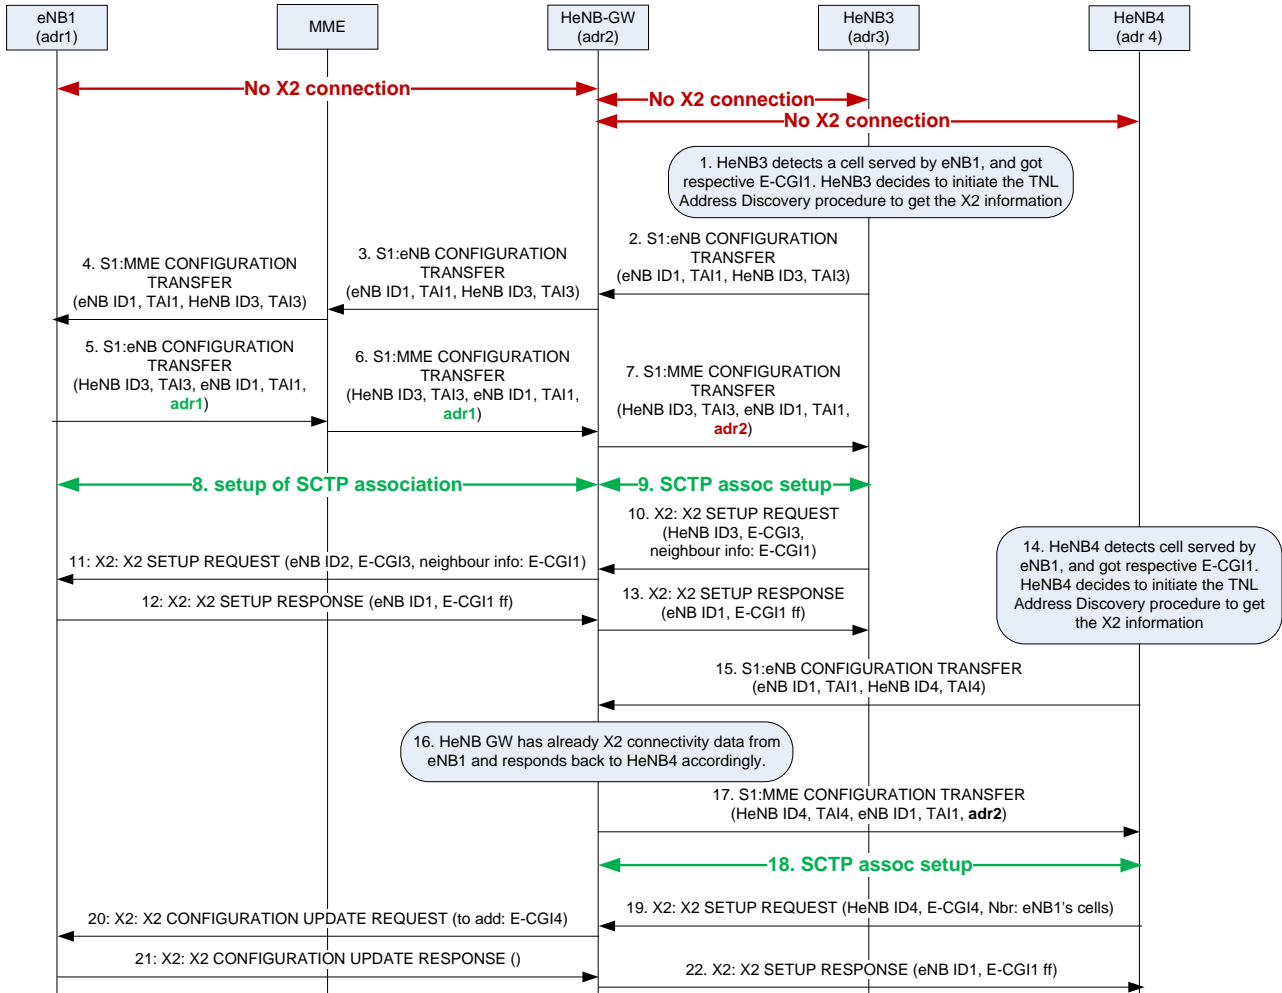 eNB1
(adr1)
MME
HeNB-GW
(adr2)
HeNB3
(adr3)
HeNB4
(adr 4)
No X2 connection
No X2 connection
No X2 connection
1. HeNB3 detects a cell served by eNB1, and got
respective E-CGI1. HeNB3 decides to initiate the TNL
Address Discovery procedure to get the X2 information
2. S1:eNB CONFIGURATION
TRANSFER
(eNB ID1, TAI1, HeNB ID3, TAI3)
3. S1:eNB CONFIGURATION
TRANSFER
(eNB ID1, TAI1, HeNB ID3, TAI3)
4. S1:MME CONFIGURATION
TRANSFER
(eNB ID1, TAI1, HeNB ID3, TAI3)
5. S1:eNB CONFIGURATION
TRANSFER
(HeNB ID3, TAI3, eNB ID1, TAI1,
adr1)
6. S1:MME CONFIGURATION
TRANSFER
(HeNB ID3, TAI3, eNB ID1, TAI1,
adr1)
7. S1:MME CONFIGURATION
TRANSFER
(HeNB ID3, TAI3, eNB ID1, TAI1,
adr2)
8. setup of SCTP association
9. SCTP assoc setup
10. X2: X2 SETUP REQUEST
(HeNB ID3, E-CGI3,
neighbour info: E-CGI1)
11: X2: X2 SETUP REQUEST (eNB ID2, E-CGI3, neighbour info: E-CGI1)
12: X2: X2 SETUP RESPONSE (eNB ID1, E-CGI1 ff)
13. X2: X2 SETUP RESPONSE
(eNB ID1, E-CGI1 ff)
14. HeNB4 detects cell served by
eNB1, and got respective E-CGI1.
HeNB4 decides to initiate the TNL
Address Discovery procedure to get
the X2 information
15. S1:eNB CONFIGURATION TRANSFER
(eNB ID1, TAI1, HeNB ID4, TAI4)
16. HeNB GW has already X2 connectivity data from
eNB1 and responds back to HeNB4 accordingly.
17. S1:MME CONFIGURATION TRANSFER
(HeNB ID4, TAI4, eNB ID1, TAI1, adr2)
18. SCTP assoc setup
19. X2: X2 SETUP REQUEST (HeNB ID4, E-CGI4, Nbr: eNB1's cells)
20: X2: X2 CONFIGURATION UPDATE REQUEST (to add: E-CGI4)
21: X2: X2 CONFIGURATION UPDATE RESPONSE ()
22. X2: X2 SETUP RESPONSE (eNB ID1, E-CGI1 ff)